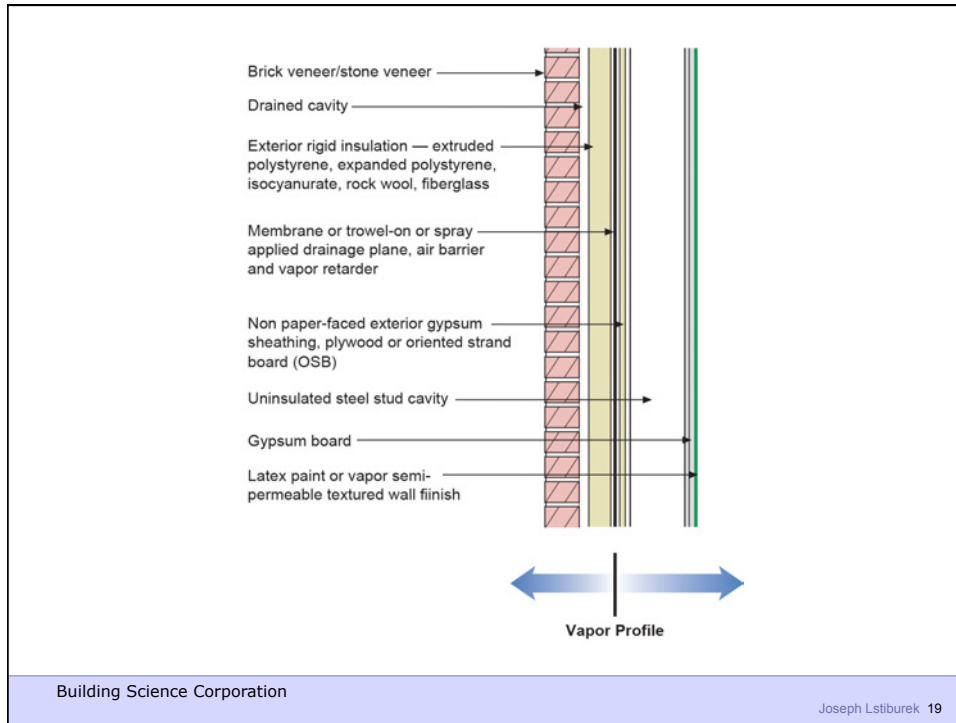 Brick veneer/stone veneer
Drained cavity
Exterior rigid insulation — extruded
polystyrene, expanded polystyrene,
isocyanurate, rock wool, fiberglass
Membrane or trowel-on or spray
applied drainage plane, air barrier
and vapor retarder
Non paper-faced exterior gypsum
sheathing, plywood or oriented strand
board (OSB)
Uninsulated steel stud cavity
Gypsum board
Latex paint or vapor semi-
permeable textured wall fiinish
Vapor Profile
Building Science Corporation
Joseph Lstiburek 19